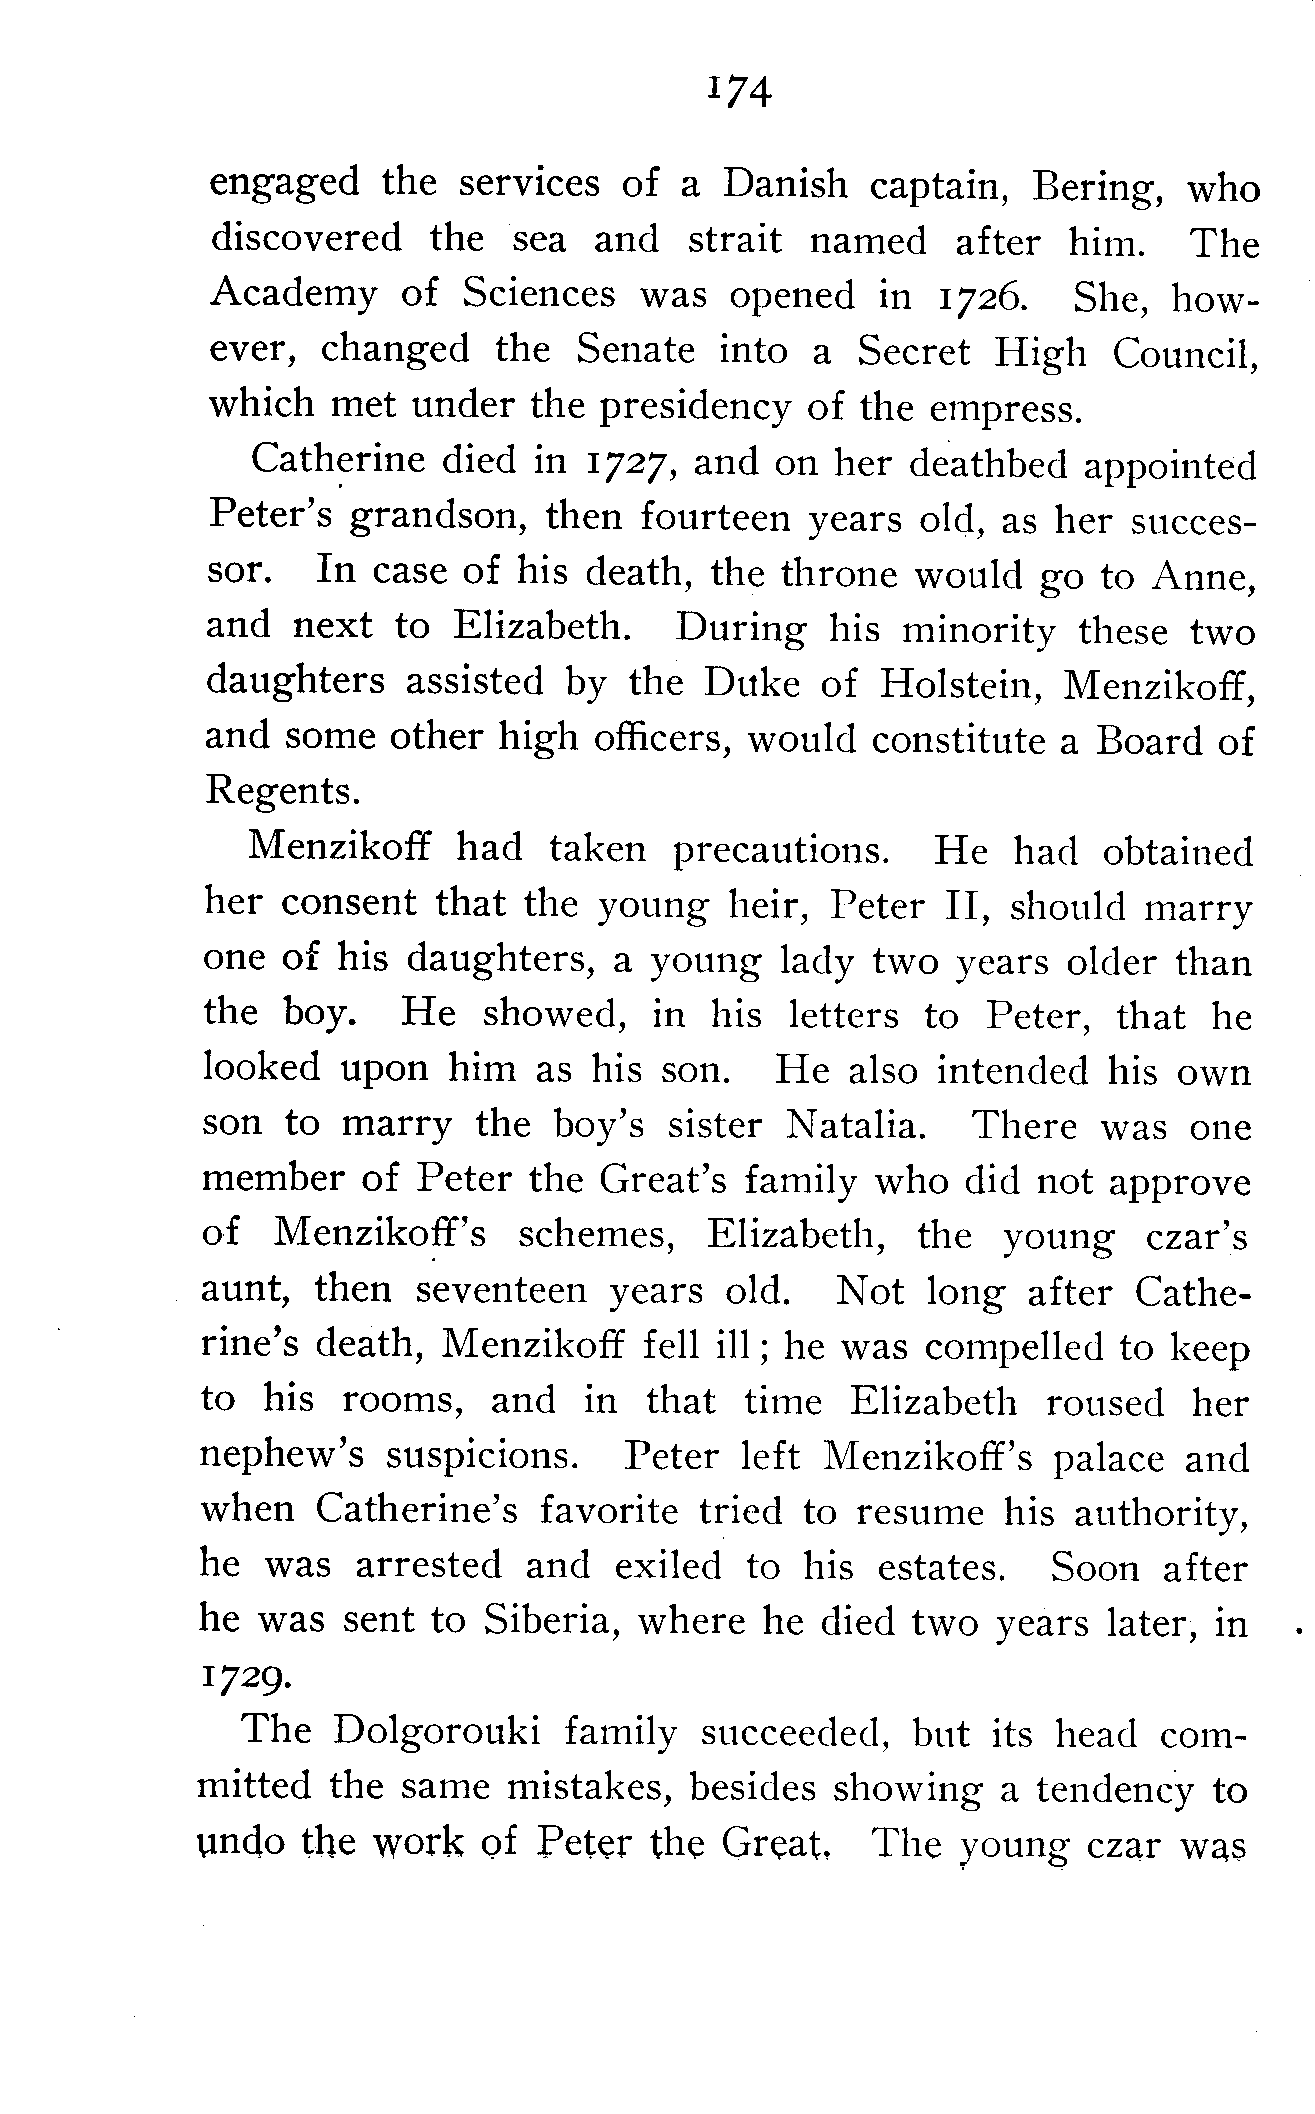 174
engaged the services of a Danish captain, Bering, who
discovered the sea and strait named after him. The
Academy of Sciences was opened in 1726. She, how-
ever, changed the Senate into a Secret High Council,
which met under the presidency of the empress.
Catherine died in 1727, and on her deathbed appointed
Peter's grandson, then fourteen years old, as her succes-
sor. In case of his death, the throne would go to Anne,
and next to Elizabeth. During his minority these two
daughters assisted by the Duke of Holstein, Menzikoff,
and some other high officers, would constitute a Board of
Regents.
Menzikoff had taken precautions. He had obtained
her consent that the young heir, Peter II, should marry
one of his daughters, a young lady two years older than
the boy. He showed, in his letters to Peter, that he
looked upon him as his son. He also intended his own
son to marry the boy's sister Natalia. There was one
member of Peter the Great's family who did not approve
of Menzikoff's schemes, Elizabeth, the young czar's
aunt, then seventeen years old. Not long after Cathe-
rine's death, Menzikoff fell ill; he was compelled to keep
to his rooms, and in that time Elizabeth roused her
nephew's suspicions. Peter left Menzikoff's palace and
when Catherine's favorite tried to resume his authority,
he was arrested and exiled to his estates. Soon after
he was sent to Siberia, where he died two years later, in
1729.
The Dolgorouki family succeeded, but its head com-
mitted the same mistakes, besides showing a tendency to
undo the work of Peter the Great. The young czar was